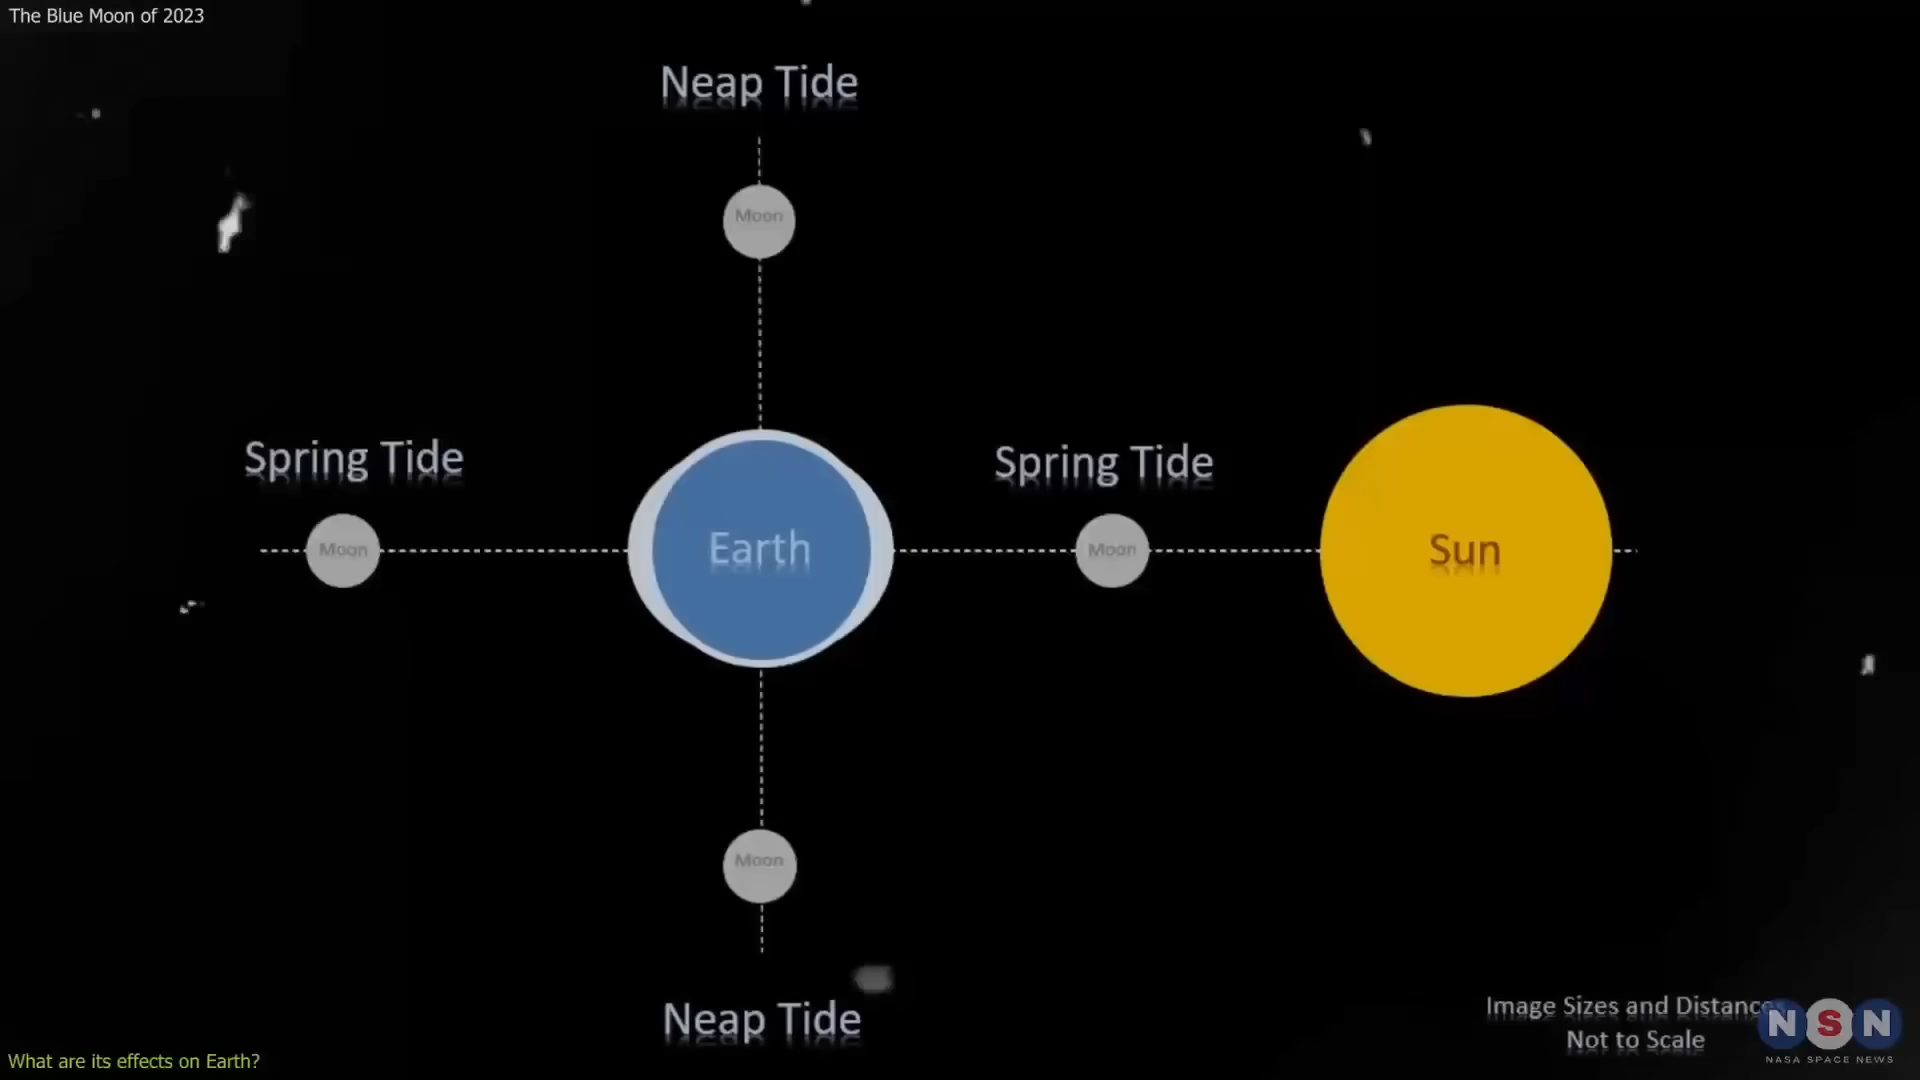 The Blue Moon of 2023
Neap Tide
Moon
Spring Tide
Spring Tide
Moon
Earth
Moon
Sun
Moon
Neap Tide
Image Sizes and Distances
Not to Scale
NSN
NASA SPACE NEWS
What are its effects on Earth?